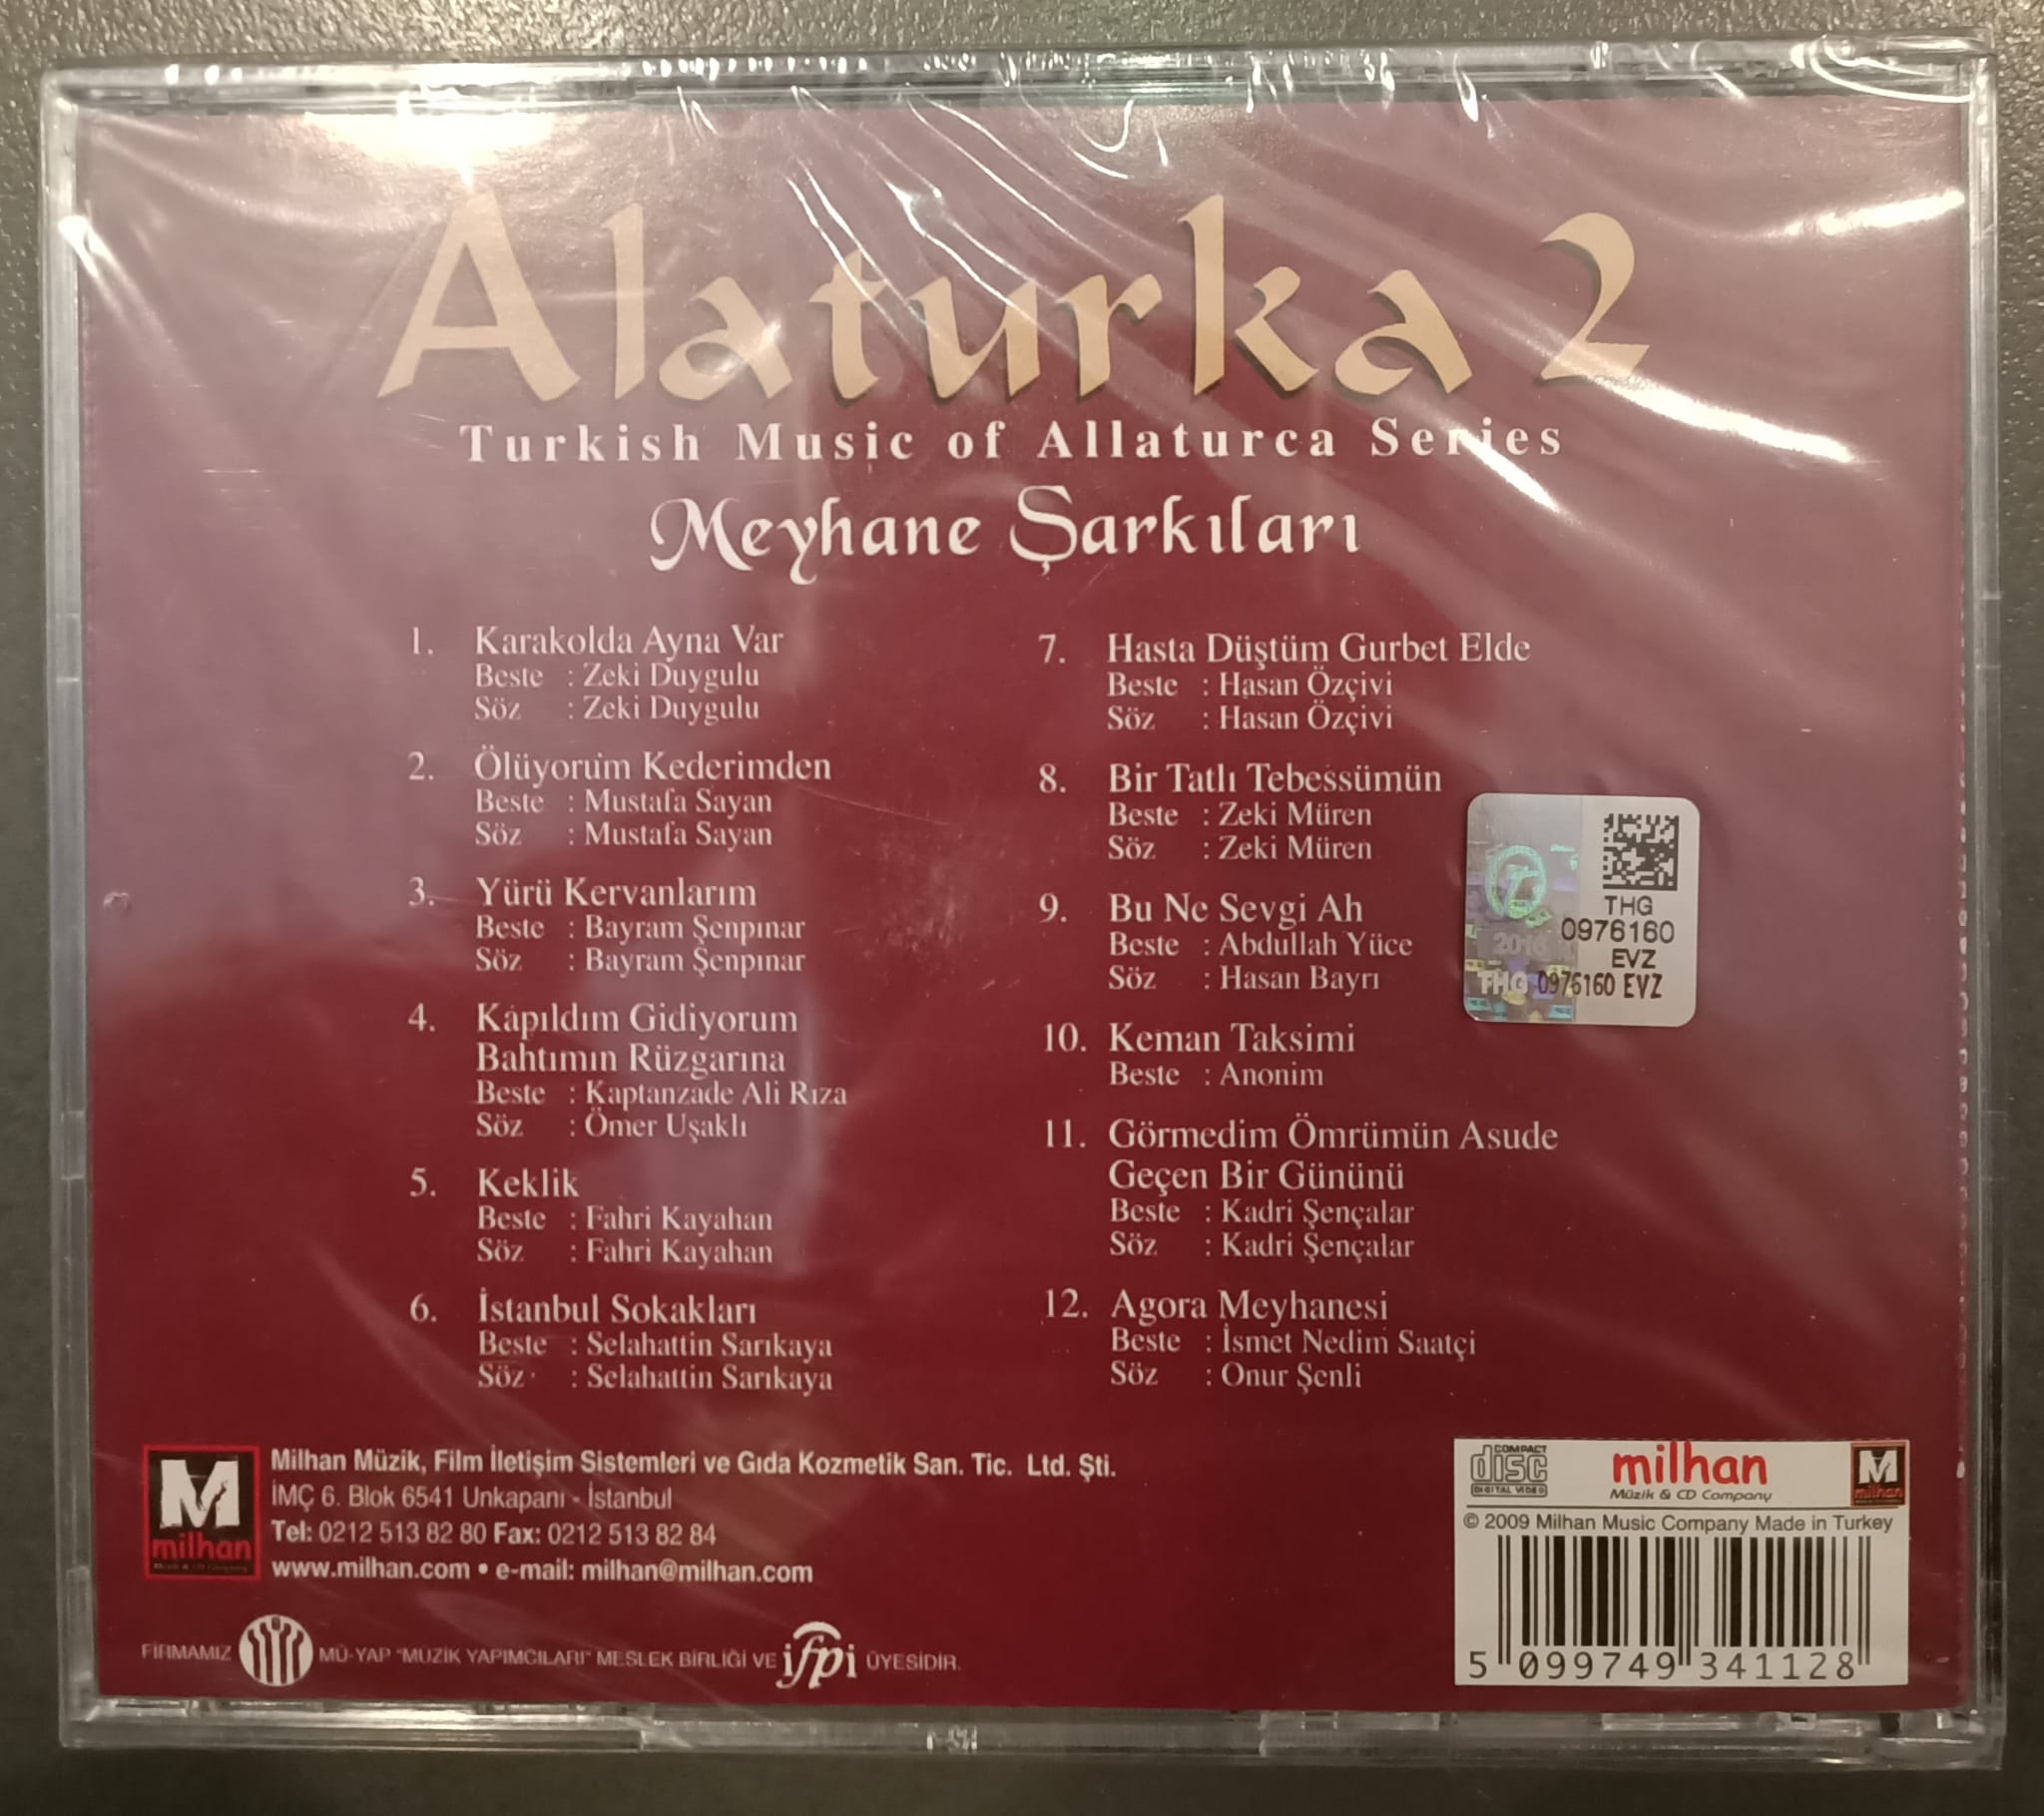 Alaturka 2
Turkish Music of Allaturca Series
Meyhane Şarkıları
1. Karakolda Ayna Var
Beste : Zeki Duygulu
Söz : Zeki Duygulu
2. Ölüyorum Kederimden
Beste : Mustafa Sayan
Söz : Mustafa Sayan
3. Yürü Kervanlarım
Beste : Bayram Şenpınar
Söz : Bayram Şenpınar
4. Kapıldım Gidiyorum
Bahtımın Rüzgarına
Beste : Kaptanzade Ali Rıza
Söz : Ömer Uşaklı
5. Keklik
Beste : Fahri Kayahan
Söz : Fahri Kayahan
6. İstanbul Sokakları
Beste : Selahattin Sarıkaya
Söz : Selahattin Sarıkaya
7. Hasta Düştüm Gurbet Elde
Beste : Hasan Özçivi
Söz : Hasan Özçivi
8. Bir Tatlı Tebessümün
Beste : Zeki Müren
Söz : Zeki Müren
9. Bu Ne Sevgi Ah
Beste : Abdullah Yüce
Söz : Hasan Bayrı
10. Keman Taksimi
Beste : Anonim
11. Görmedim Ömrümün Asude
Geçen Bir Gününü
Beste : Kadri Şençalar
Söz : Kadri Şençalar
12. Agora Meyhanesi
Beste : İsmet Nedim Saatçi
Söz : Onur Şenli
THG
0976160
EVZ
THG 0976160 EVZ
M
milhan
Milhan Müzik, Film İletişim Sistemleri ve Gıda Kozmetik San. Tic. Ltd. Şti.
İMÇ 6. Blok 6541 Unkapanı - İstanbul
Tel: 0212 513 82 80 Fax: 0212 513 82 84
www.milhan.com • e-mail: milhan@milhan.com
FİRMAMIZ MÜ-YAP "MÜZİK YAPIMCILARI" MESLEK BİRLİĞİ VE ifpi ÜYESİDİR.
COMPACT
disc
DIGITAL VIDEO
milhan
Müzik & CD Company
M
milhan
© 2009 Milhan Music Company Made in Turkey
5 099749 341128